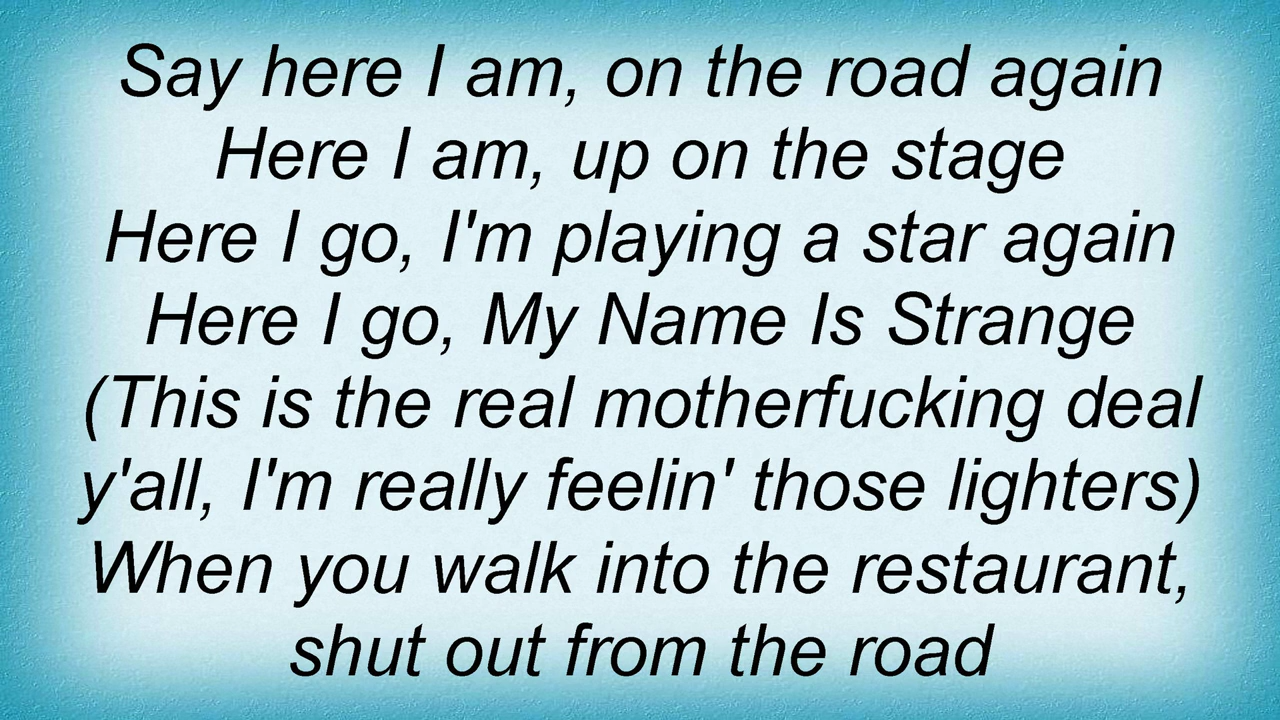 Say here I am, on the road again
Here I am, up on the stage
Here I go, I'm playing a star again
Here I go, My Name Is Strange
(This is the real motherfucking deal
y'all, I'm really feelin' those lighters)
When you walk into the restaurant,
shut out from the road